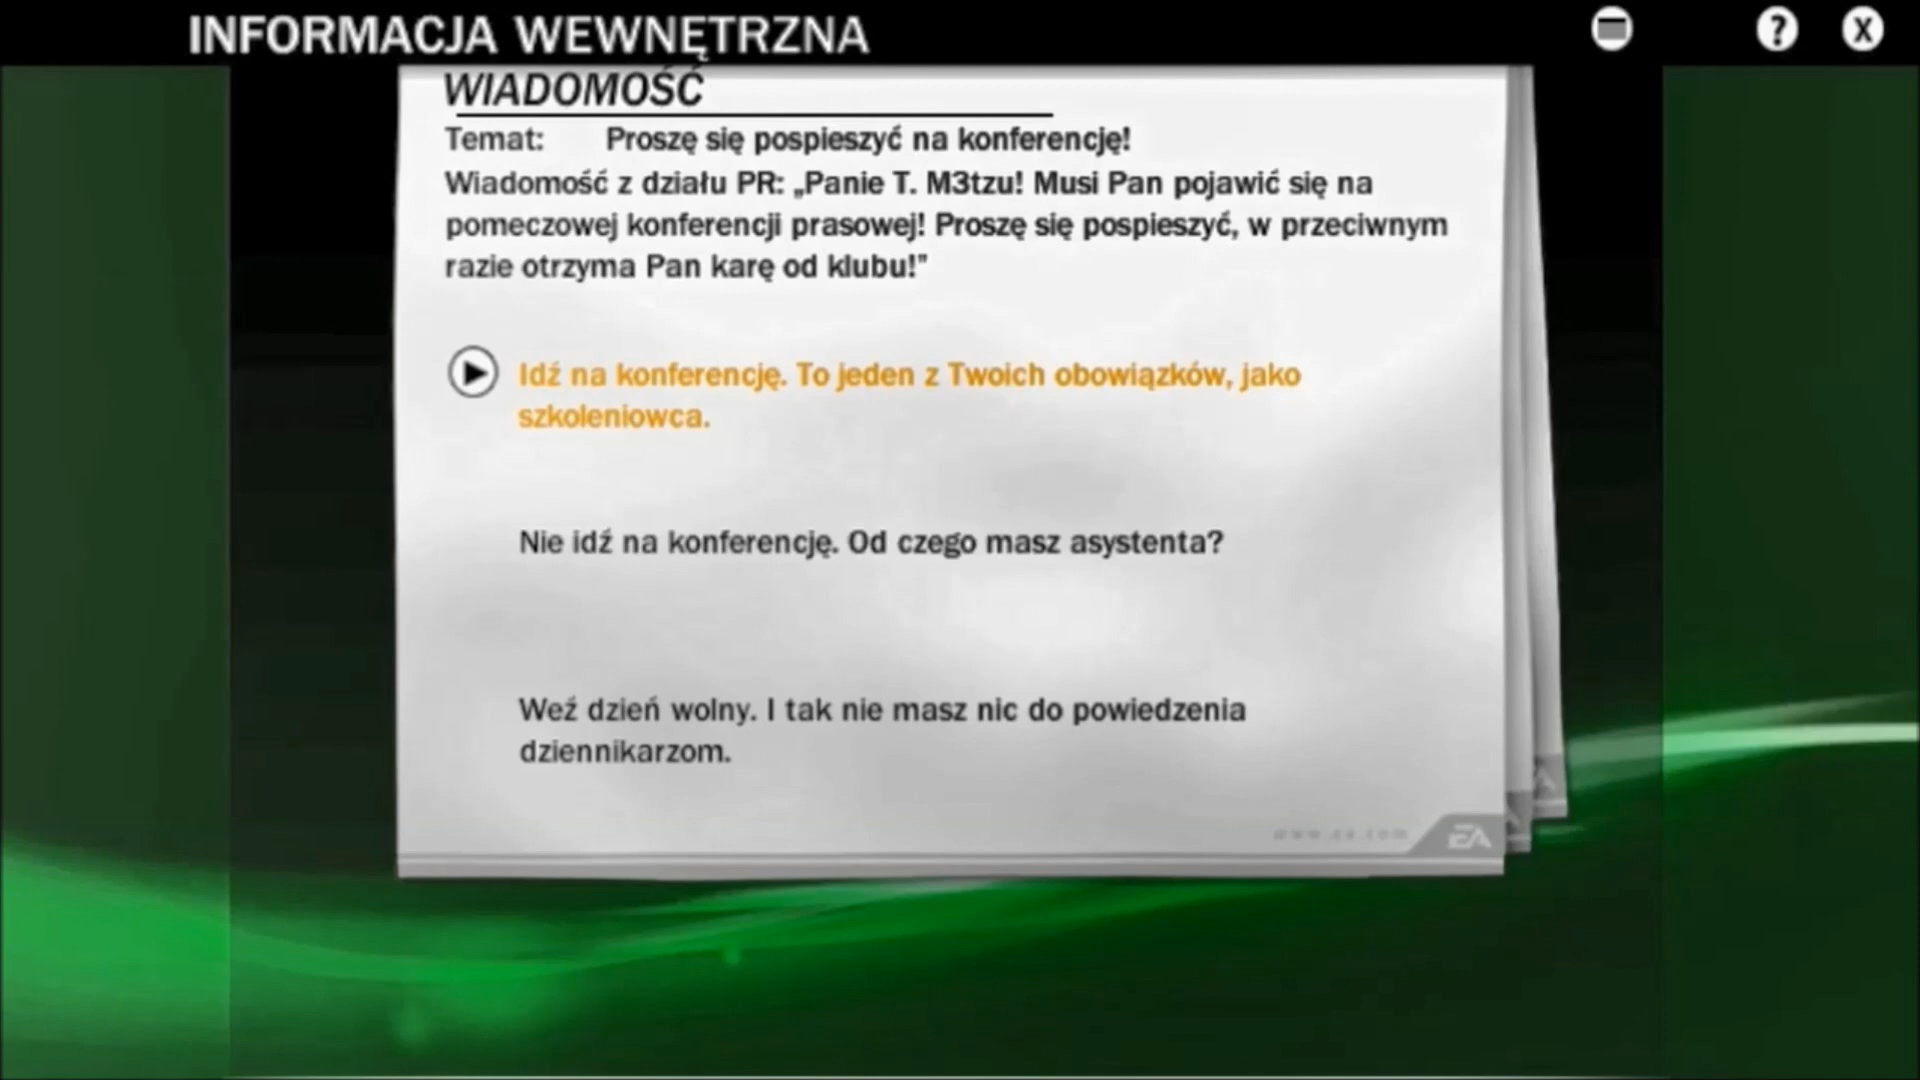 INFORMACJA WEWNĘTRZNA
? X
WIADOMOŚĆ
Temat: Proszę się pospieszyć na konferencję!
Wiadomość z działu PR: „Panie T. M3tzu! Musi Pan pojawić się na
pomeczowej konferencji prasowej! Proszę się pospieszyć, w przeciwnym
razie otrzyma Pan karę od klubu!”
Idź na konferencję. To jeden z Twoich obowiązków, jako
szkoleniowca.
Nie idź na konferencję. Od czego masz asystenta?
Weź dzień wolny. I tak nie masz nic do powiedzenia
dziennikarzom.
www.ea.com EA